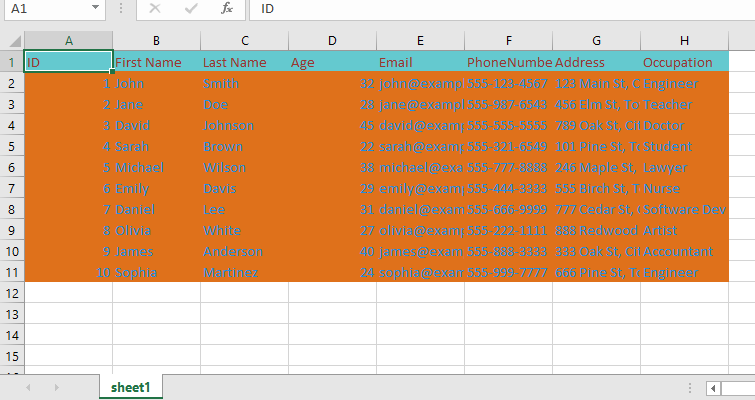 A1 fx ID
A B C D E F G H
1 ID First Name Last Name Age Email PhoneNumbe Address Occupation
2 1 John Smith 32 john@examp 555-123-4567 123 Main St, C Engineer
3 2 Jane Doe 28 jane@exampl 555-987-6543 456 Elm St, To Teacher
4 3 David Johnson 45 david@examp 555-555-5555 789 Oak St, Cit Doctor
5 4 Sarah Brown 22 sarah@exam 555-321-6549 101 Pine St, To Student
6 5 Michael Wilson 38 michael@exa 555-777-8888 246 Maple St, Lawyer
7 6 Emily Davis 29 emily@examp 555-444-3333 555 Birch St, T Nurse
8 7 Daniel Lee 31 daniel@exam 555-666-9999 777 Cedar St, Software Dev
9 8 Olivia White 27 olivia@examp 555-222-1111 888 Redwood Artist
10 9 James Anderson 40 james@exam 555-888-3333 333 Oak St, Cit Accountant
11 10 Sophia Martinez 24 sophia@exam 555-999-7777 666 Pine St, To Engineer
12
13
14
15
sheet1